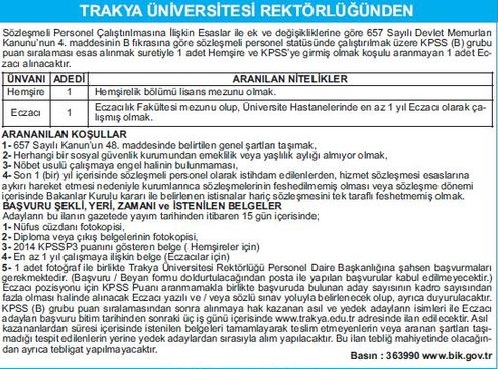 TRAKYA ÜNİVERSİTESİ REKTÖRLÜĞÜNDEN
Sözleşmeli Personel Çalıştırılmasına İlişkin Esaslar ile ek ve değişikliklerine göre 657 Sayılı Devlet Memurları
Kanunu'nun 4. maddesinin B fıkrasına göre sözleşmeli personel statüsünde çalıştırılmak üzere KPSS (B) grubu
puan sıralaması esas alınmak suretiyle 1 adet Hemşire ve KPSS'ye girmiş olmak koşulu aranmayan 1 adet Ec-
zacı alınacaktır.
ÜNVANI ADEDİ ARANILAN NİTELİKLER
Hemşire 1 Hemşirelik bölümü lisans mezunu olmak.
Eczacı 1 Eczacılık Fakültesi mezunu olup, Üniversite Hastanelerinde en az 1 yıl Eczacı olarak ça-
lışmış olmak.
ARANANILAN KOŞULLAR
1- 657 Sayılı Kanun'un 48. maddesinde belirtilen genel şartları taşımak,
2- Herhangi bir sosyal güvenlik kurumundan emeklilik veya yaşlılık aylığı almıyor olmak,
3- Nöbet usulü çalışmaya engel halinin bulunmaması,
4- Son 1 (bir) yıl içerisinde sözleşmeli personel olarak istihdam edilenlerden, hizmet sözleşmesi esaslarına
aykırı hareket etmesi nedeniyle kurumlarınca sözleşmelerinin feshedilmemiş olması veya sözleşme dönemi
içerisinde Bakanlar Kurulu kararı ile belirlenen istisnalar hariç sözleşmesini tek taraflı feshetmemiş olmak.
BAŞVURU ŞEKLİ, YERİ, ZAMANI ve İSTENİLEN BELGELER
Adayların bu ilanın gazetede yayım tarihinden itibaren 15 gün içerisinde;
1- Nüfus cüzdanı fotokopisi,
2- Diploma veya çıkış belgelerinin fotokopisi,
3- 2014 KPSSP3 puanını gösteren belge ( Hemşireler için)
4- En az 1 yıl çalışmaya ilişkin belge (Eczacılar için)
5- 1 adet fotoğraf ile birlikte Trakya Üniversitesi Rektörlüğü Personel Daire Başkanlığına şahsen başvurmaları
gerekmektedir. (Başvuru / Beyan formu doldurtulacağından posta ile yapılan başvurular kabul edilmeyecektir.)
Eczacı pozisyonu için KPSS Puanı aranmamakla birlikte başvuruda bulunan aday sayısının kadro sayısından
fazla olması halinde alınacak Eczacı yazılı ve / veya sözlü sınav yoluyla belirlenecek olup, ayrıca duyurulacaktır.
KPSS (B) grubu puan sıralamasından sonra alınmaya hak kazanan asıl ve yedek adayların isimleri ile Eczacı
adayları başvuru bitim tarihinden sonraki üç iş günü içerisinde www.trakya.edu.tr adresinde ilan edilecektir. Asıl
kazananlardan süresi içerisinde istenilen belgeleri tamamlayarak teslim etmeyenlerin veya aranan şartları taşı-
madığı tespit edilenlerin yerine yedek adaylardan sırasıyla alım yapılacaktır. Bu ilan tebliğ mahiyetinde olacağın-
dan ayrıca tebligat yapılmayacaktır.
Basın : 363990 www.bik.gov.tr